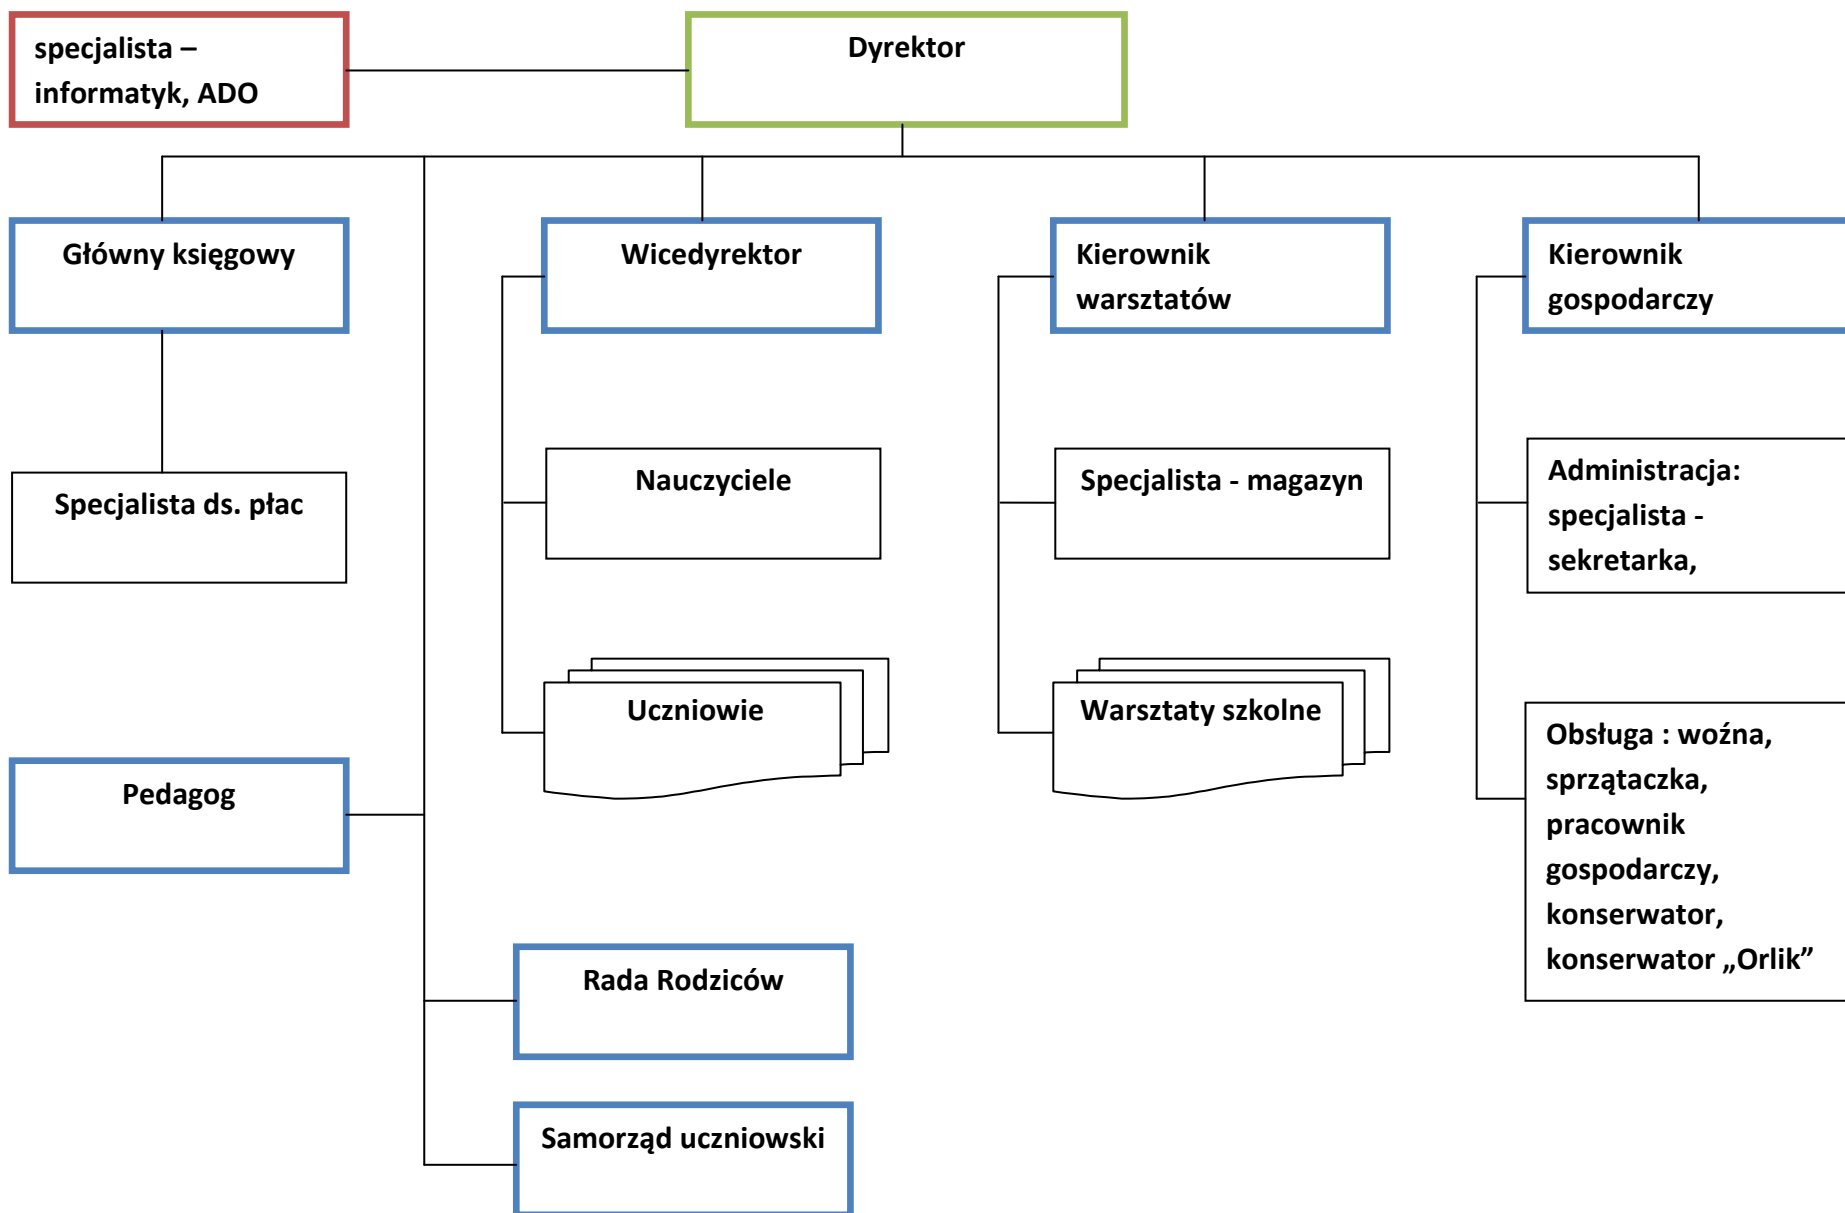 specjalista –
informatyk, ADO
Dyrektor
Główny księgowy
Wicedyrektor
Kierownik
warsztatów
Kierownik
gospodarczy
Specjalista ds. płac
Nauczyciele
Specjalista - magazyn
Administracja:
specjalista -
sekretarka,
Uczniowie
Warsztaty szkolne
Obsługa : woźna,
sprzątaczka,
pracownik
gospodarczy,
konserwator,
konserwator „Orlik”
Pedagog
Rada Rodziców
Samorząd uczniowski